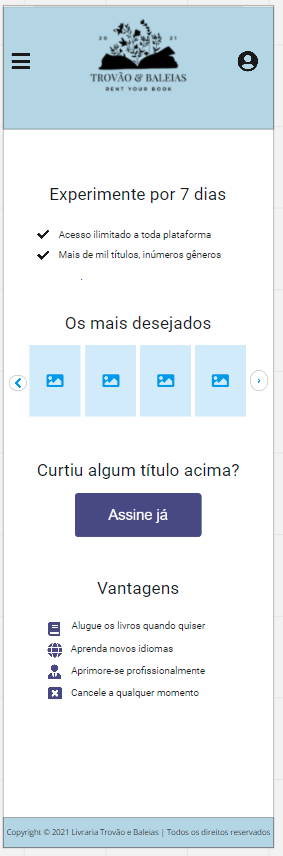 20 21
TROVÃO & BALEIAS
RENT YOUR BOOK
Experimente por 7 dias
Acesso ilimitado a toda plataforma
Mais de mil títulos, inúmeros gêneros
.
Os mais desejados
Curtiu algum título acima?
Assine já
Vantagens
Alugue os livros quando quiser
Aprenda novos idiomas
Aprimore-se profissionalmente
Cancele a qualquer momento
Copyright © 2021 Livraria Trovão e Baleias | Todos os direitos reservados